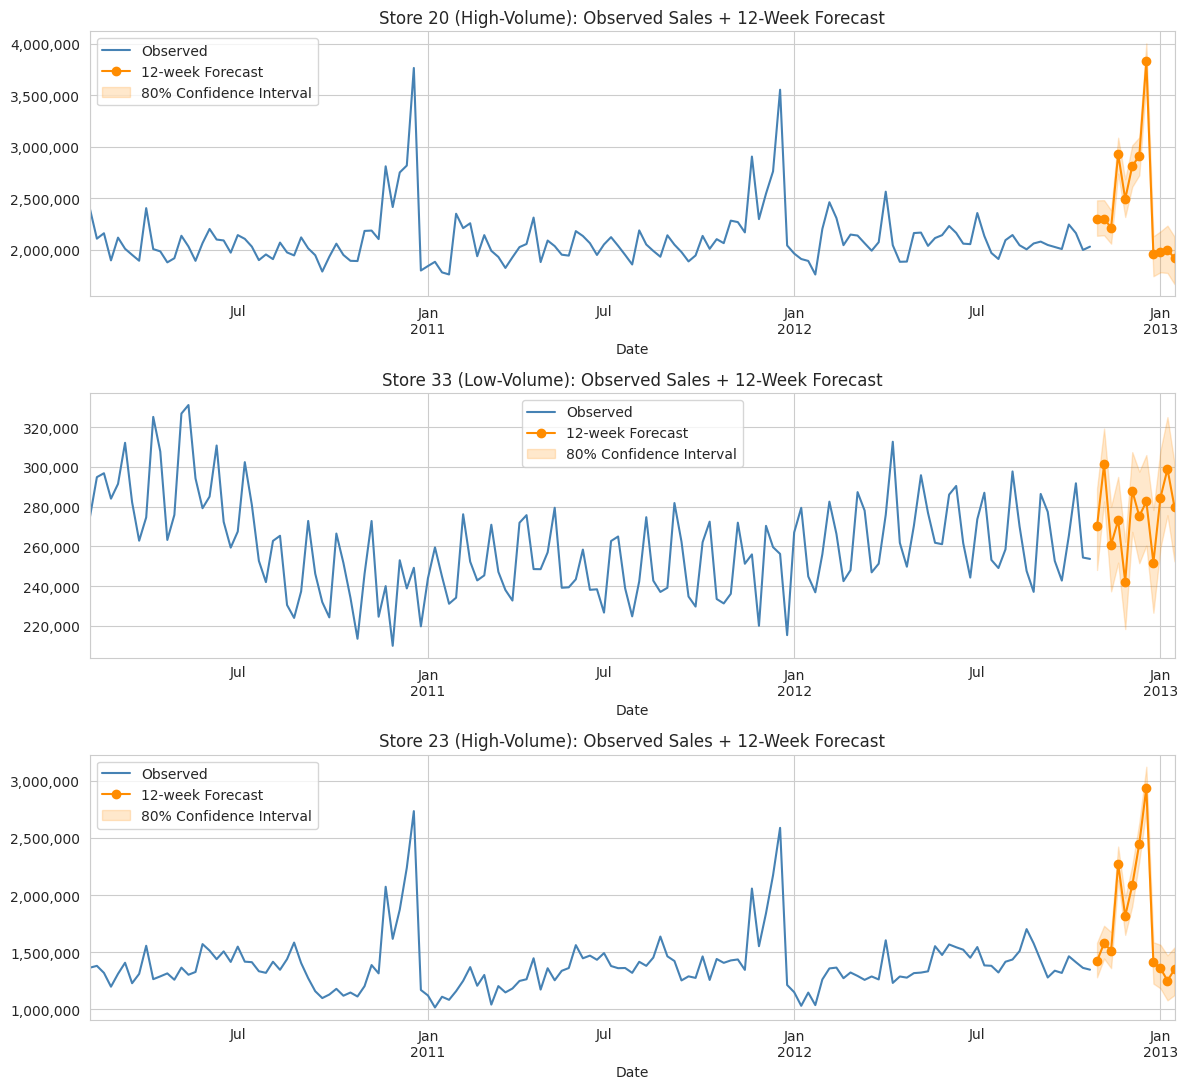 Store 20 (High-Volume): Observed Sales + 12-Week Forecast
4,000,000
3,500,000
3,000,000
2,500,000
2,000,000
Observed
12-week Forecast
80% Confidence Interval
Jul
Jan
2011
Jul
Jan
2012
Jul
Jan
2013
Date
Store 33 (Low-Volume): Observed Sales + 12-Week Forecast
320,000
300,000
280,000
260,000
240,000
220,000
Observed
12-week Forecast
80% Confidence Interval
Jul
Jan
2011
Jul
Jan
2012
Jul
Jan
2013
Date
Store 23 (High-Volume): Observed Sales + 12-Week Forecast
3,000,000
2,500,000
2,000,000
1,500,000
1,000,000
Observed
12-week Forecast
80% Confidence Interval
Jul
Jan
2011
Jul
Jan
2012
Jul
Jan
2013
Date